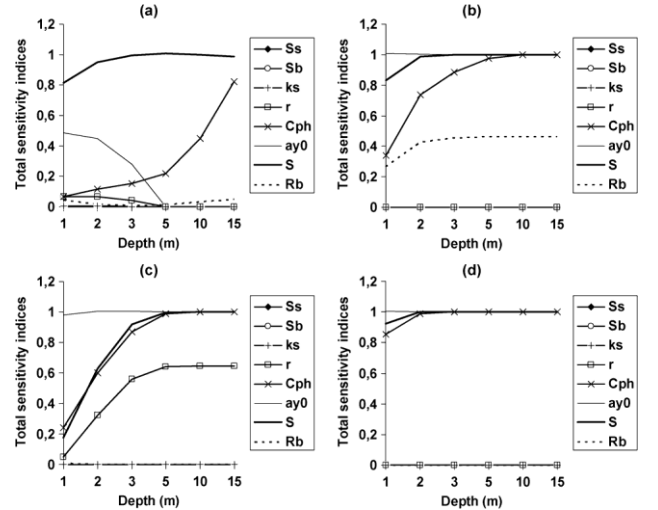 (a)
Total sensitivity indices
1,2
1
0,8
0,6
0,4
0,2
0
1 2 3 5 10 15
Depth (m)
Ss
Sb
ks
r
Cph
ay0
S
Rb
(b)
Total sensitivity indices
1,2
1
0,8
0,6
0,4
0,2
0
1 2 3 5 10 15
Depth (m)
Ss
Sb
ks
r
Cph
ay0
S
Rb
(c)
Total sensitivity indices
1,2
1
0,8
0,6
0,4
0,2
0
1 2 3 5 10 15
Depth (m)
Ss
Sb
ks
r
Cph
ay0
S
Rb
(d)
Total sensitivity indices
1,2
1
0,8
0,6
0,4
0,2
0
1 2 3 5 10 15
Depth (m)
Ss
Sb
ks
r
Cph
ay0
S
Rb